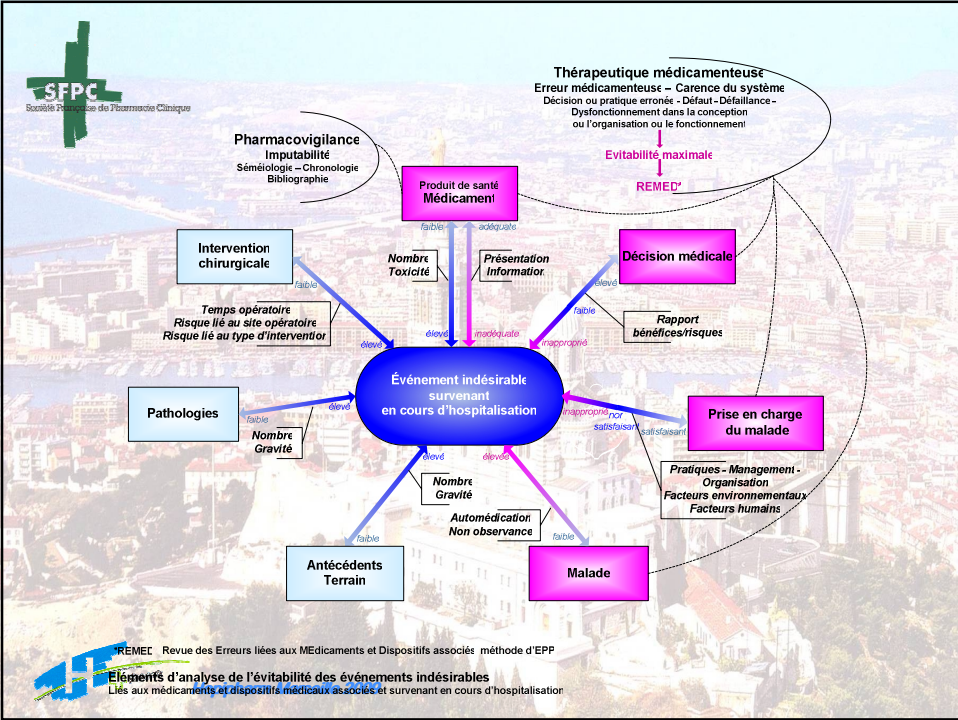 SFPC
Société Française de Pharmacie Clinique
Thérapeutique médicamenteuse
Erreur médicamenteuse – Carence du système
Décision ou pratique erronée - Défaut – Défaillance –
Dysfonctionnement dans la conception
ou l'organisation ou le fonctionnement
Evitabilité maximale
REMED*
Pharmacovigilance
Imputabilité
Séméiologie – Chronologie
Bibliographie
Produit de santé
Médicament
faible
adéquate
Intervention
chirurgicale
Nombre
Toxicité
Présentation
Information
Décision médicale
faible
élevé
Temps opératoire
Risque lié au site opératoire
Risque lié au type d'intervention
faible
Rapport
bénéfices/risques
élevé
élevé
inadéquate
inapproprié
Événement indésirable
survenant
en cours d'hospitalisation
Pathologies
faible
élevé
Nombre
Gravité
inapproprié
non
satisfaisant
satisfaisant
Prise en charge
du malade
élevé
élevée
Nombre
Gravité
Automédication
Non observance
Pratiques - Management -
Organisation
Facteurs environnementaux
Facteurs humains
faible
faible
Antécédents
Terrain
Malade
*REMED Revue des Erreurs liées aux MEdicaments et Dispositifs associés méthode d'EPP
Eléments d'analyse de l'évitabilité des événements indésirables
Liés aux médicaments et dispositifs médicaux associés et survenant en cours d'hospitalisation